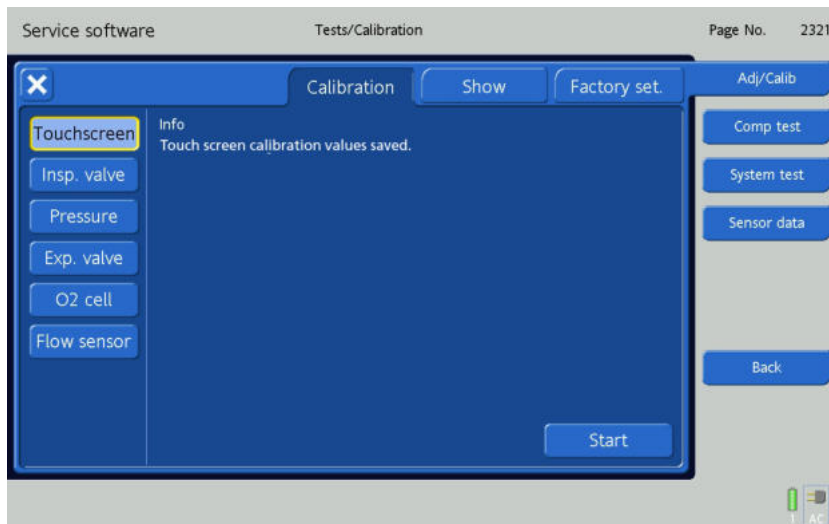 Service software Tests/Calibration Page No. 2321
Calibration Show Factory set. Adj/Calib
Touchscreen
Info
Touch screen calibration values saved.
Comp test
Insp. valve
System test
Pressure
Sensor data
Exp. valve
O2 cell
Flow sensor
Back
Start
1 AC